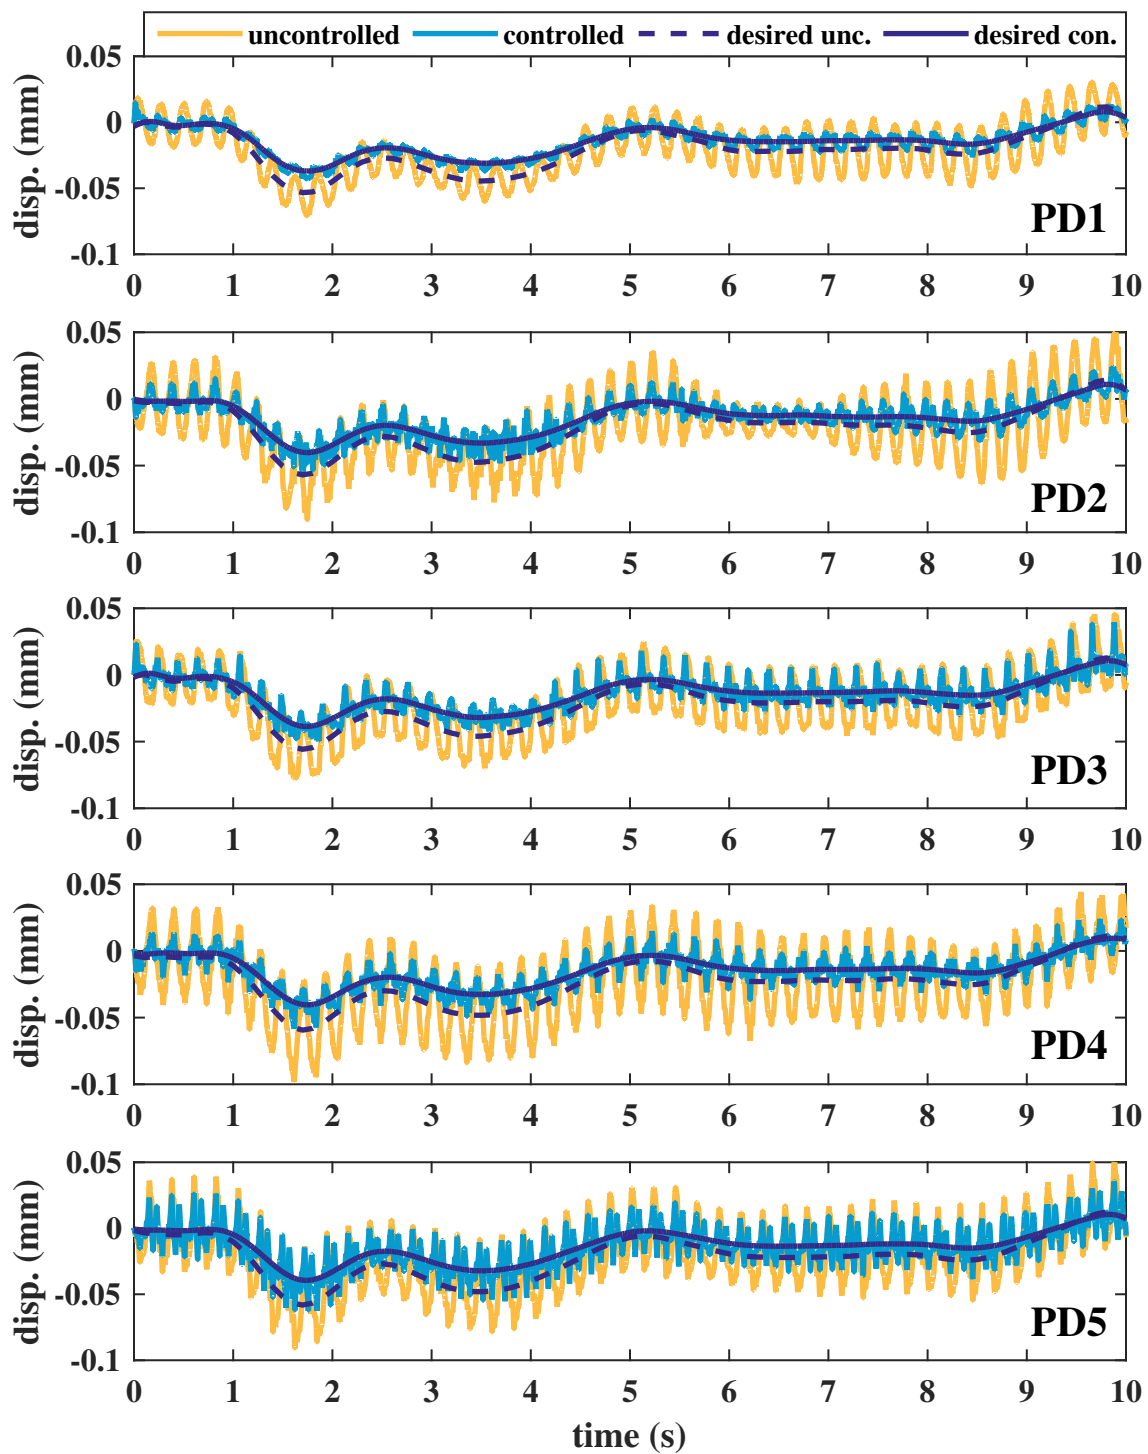 uncontrolled controlled desired unc. desired con.
0.05
0
-0.05
-0.1
disp. (mm)
PD1
0 1 2 3 4 5 6 7 8 9 10
0.05
0
-0.05
-0.1
disp. (mm)
PD2
0 1 2 3 4 5 6 7 8 9 10
0.05
0
-0.05
-0.1
disp. (mm)
PD3
0 1 2 3 4 5 6 7 8 9 10
0.05
0
-0.05
-0.1
disp. (mm)
PD4
0 1 2 3 4 5 6 7 8 9 10
0.05
0
-0.05
-0.1
disp. (mm)
PD5
0 1 2 3 4 5 6 7 8 9 10
time (s)